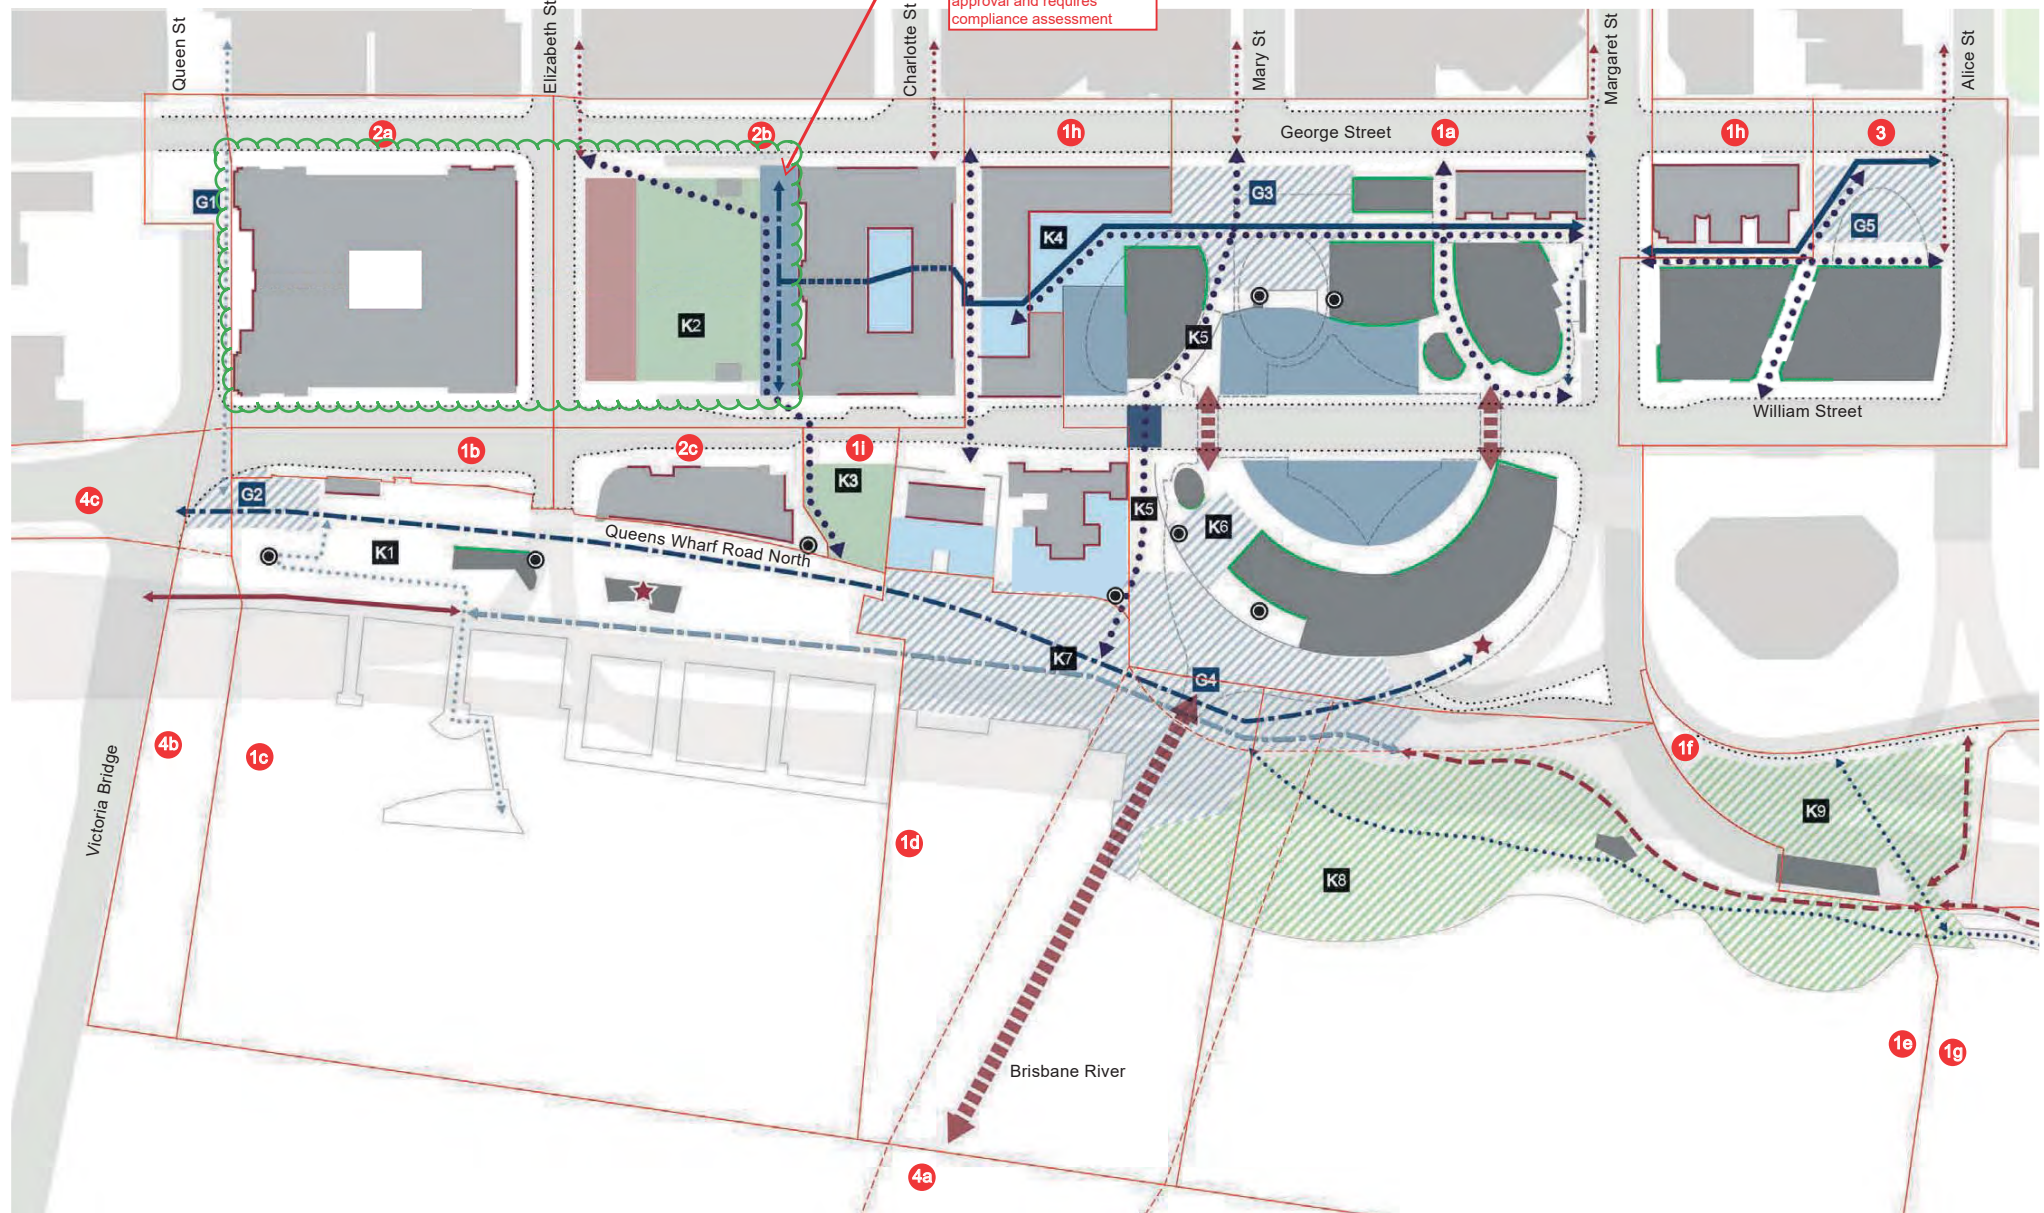 approval and requires
compliance assessment
Queen St
Elizabeth St
Charlotte St
Mary St
Margaret St
Alice St
2a
2b
1h
George Street
1a
1h
3
G1
G3
G5
K4
K2
K5
William Street
1b
2c
1i
4c
G2
K3
K5
K6
Queens Wharf Road North
K1
K7
G4
4b
1c
1f
Victoria Bridge
K9
1d
K8
1e
1g
Brisbane River
4a